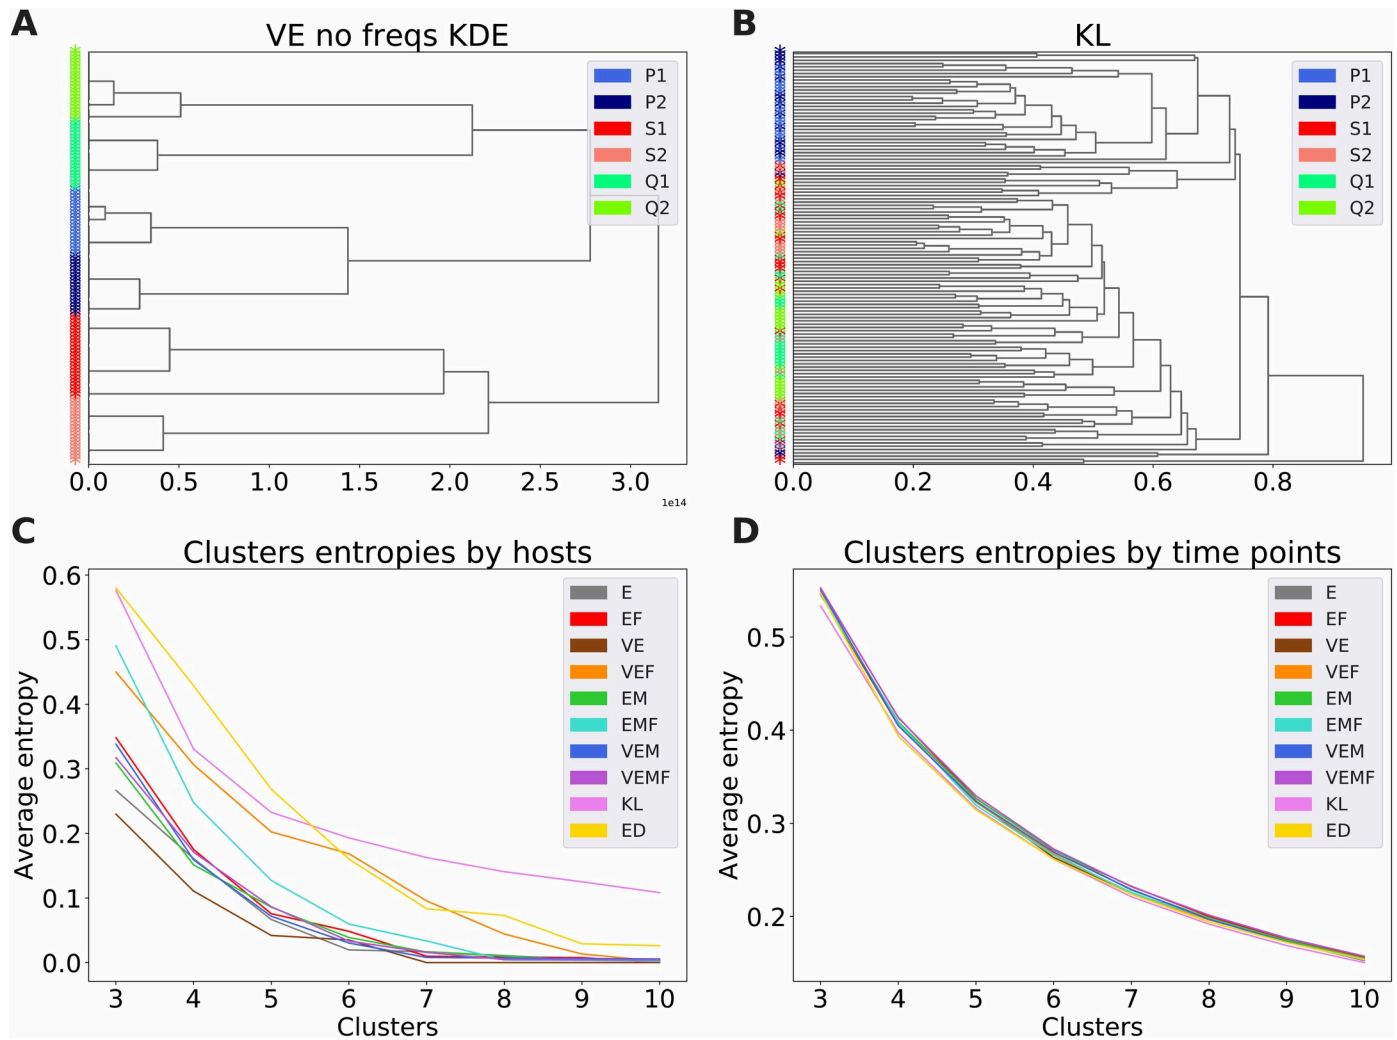 A
VE no freqs KDE
P1
P2
S1
S2
Q1
Q2
0.0 0.5 1.0 1.5 2.0 2.5 3.0
1e14
B
KL
P1
P2
S1
S2
Q1
Q2
0.0 0.2 0.4 0.6 0.8
C
Clusters entropies by hosts
Average entropy
0.6
0.5
0.4
0.3
0.2
0.1
0.0
E
EF
VE
VEF
EM
EMF
VEM
VEMF
KL
ED
3 4 5 6 7 8 9 10
Clusters
D
Clusters entropies by time points
Average entropy
0.5
0.4
0.3
0.2
E
EF
VE
VEF
EM
EMF
VEM
VEMF
KL
ED
3 4 5 6 7 8 9 10
Clusters